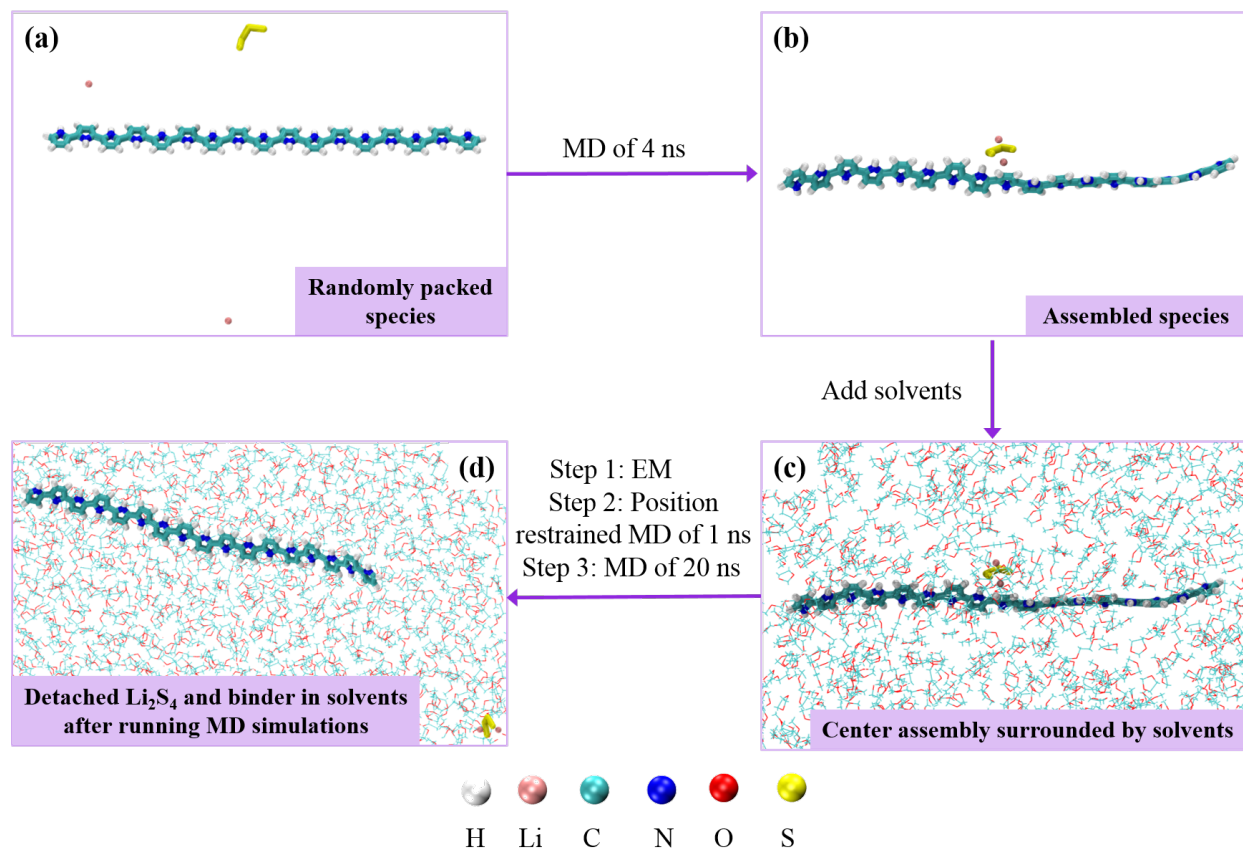 (a)
Randomly packed
species
MD of 4 ns
(b)
Assembled species
Add solvents
(c)
Center assembly surrounded by solvents
Step 1: EM
Step 2: Position
restrained MD of 1 ns
Step 3: MD of 20 ns
(d)
Detached Li₂S₄ and binder in solvents
after running MD simulations
H Li C N O S